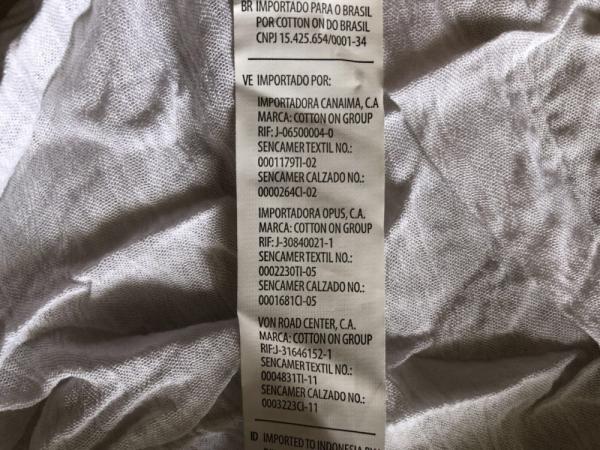 BR IMPORTADO PARA O BRASIL
POR COTTON ON DO BRASIL
CNPJ 15.425.654/0001-34
VE IMPORTADO POR:
IMPORTADORA CANAIMA, C.A
MARCA: COTTON ON GROUP
RIF: J-06500004-0
SENCAMER TEXTIL NO.:
0001179TI-02
SENCAMER CALZADO NO.:
0000264CI-02
IMPORTADORA OPUS, C.A.
MARCA: COTTON ON GROUP
RIF: J-30840021-1
SENCAMER TEXTIL NO.:
0002230TI-05
SENCAMER CALZADO NO.:
0001681CI-05
VON ROAD CENTER, C.A.
MARCA: COTTON ON GROUP
RIF:J-31646152-1
SENCAMER TEXTIL NO.:
0004831TI-11
SENCAMER CALZADO NO.:
0003223CI-11
ID IMPORTED TO INDONESIA